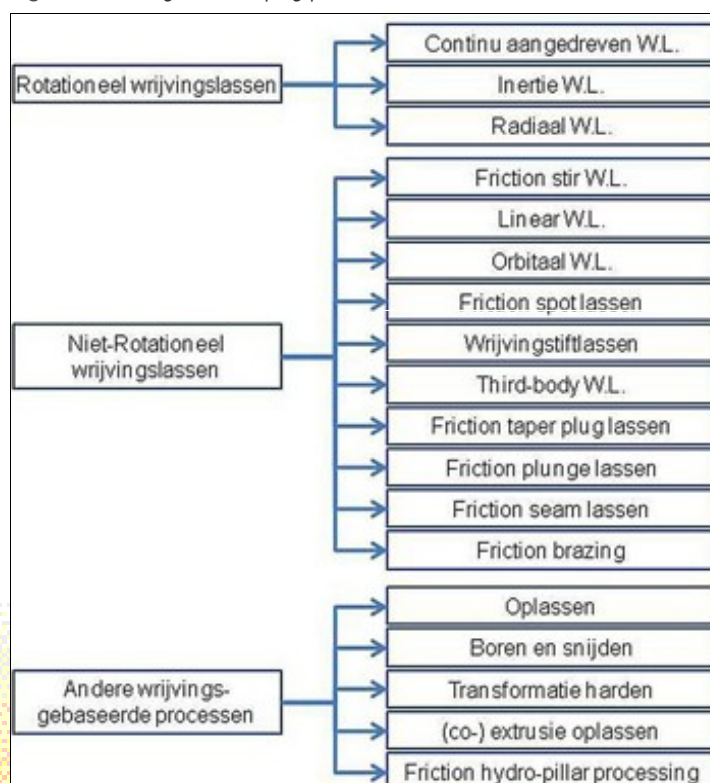 Rotationeel wrijvingslassen
Continu aangedreven W.L.
Inertie W.L.
Radiaal W.L.
Niet-Rotationeel
wrijvingslassen
Friction stir W.L.
Linear W.L.
Orbitaal W.L.
Friction spot lassen
Wrijvingstiftlassen
Third-body W.L.
Friction taper plug lassen
Friction plunge lassen
Friction seam lassen
Friction brazing
Andere wrijvings-
gebaseerde processen
Oplassen
Boren en snijden
Transformatie harden
(co-) extrusie oplassen
Friction hydro-pillar processing